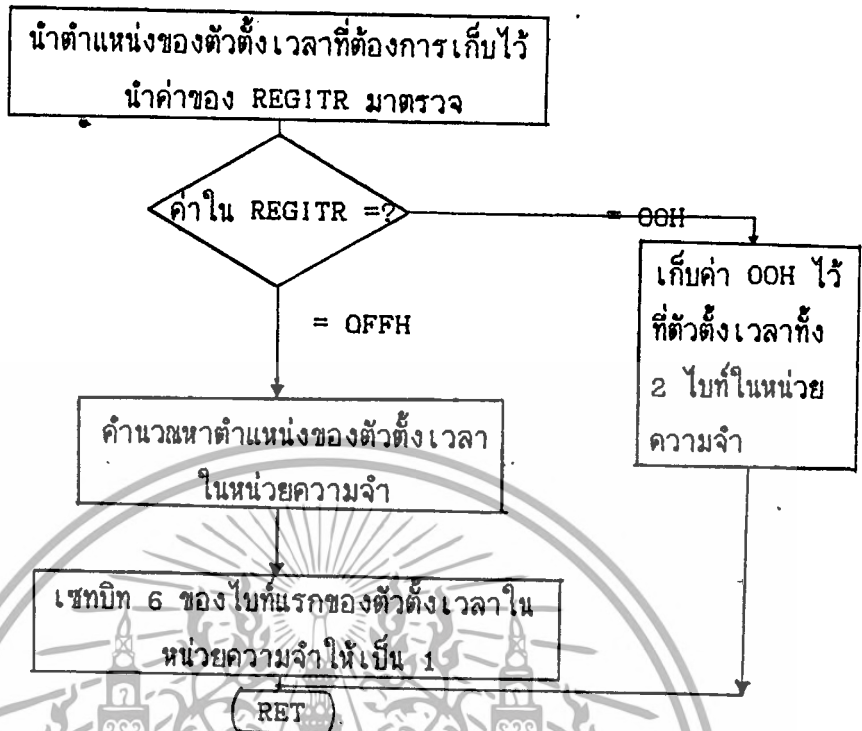 นำตำแหน่งของตัวตั้งเวลาที่ต้องการเก็บไว้
นำค่าของ REGITR มาตรวจ
ค่าใน REGITR =?
= 00H
= 0FFH
เก็บค่า 00H ไว้
ที่ตัวตั้งเวลาทั้ง
2 ไบท์ในหน่วย
ความจำ
คำนวณหาตำแหน่งของตัวตั้งเวลา
ในหน่วยความจำ
เซทบิท 6 ของไบท์แรกของตัวตั้งเวลาใน
หน่วยความจำให้เป็น 1
RET